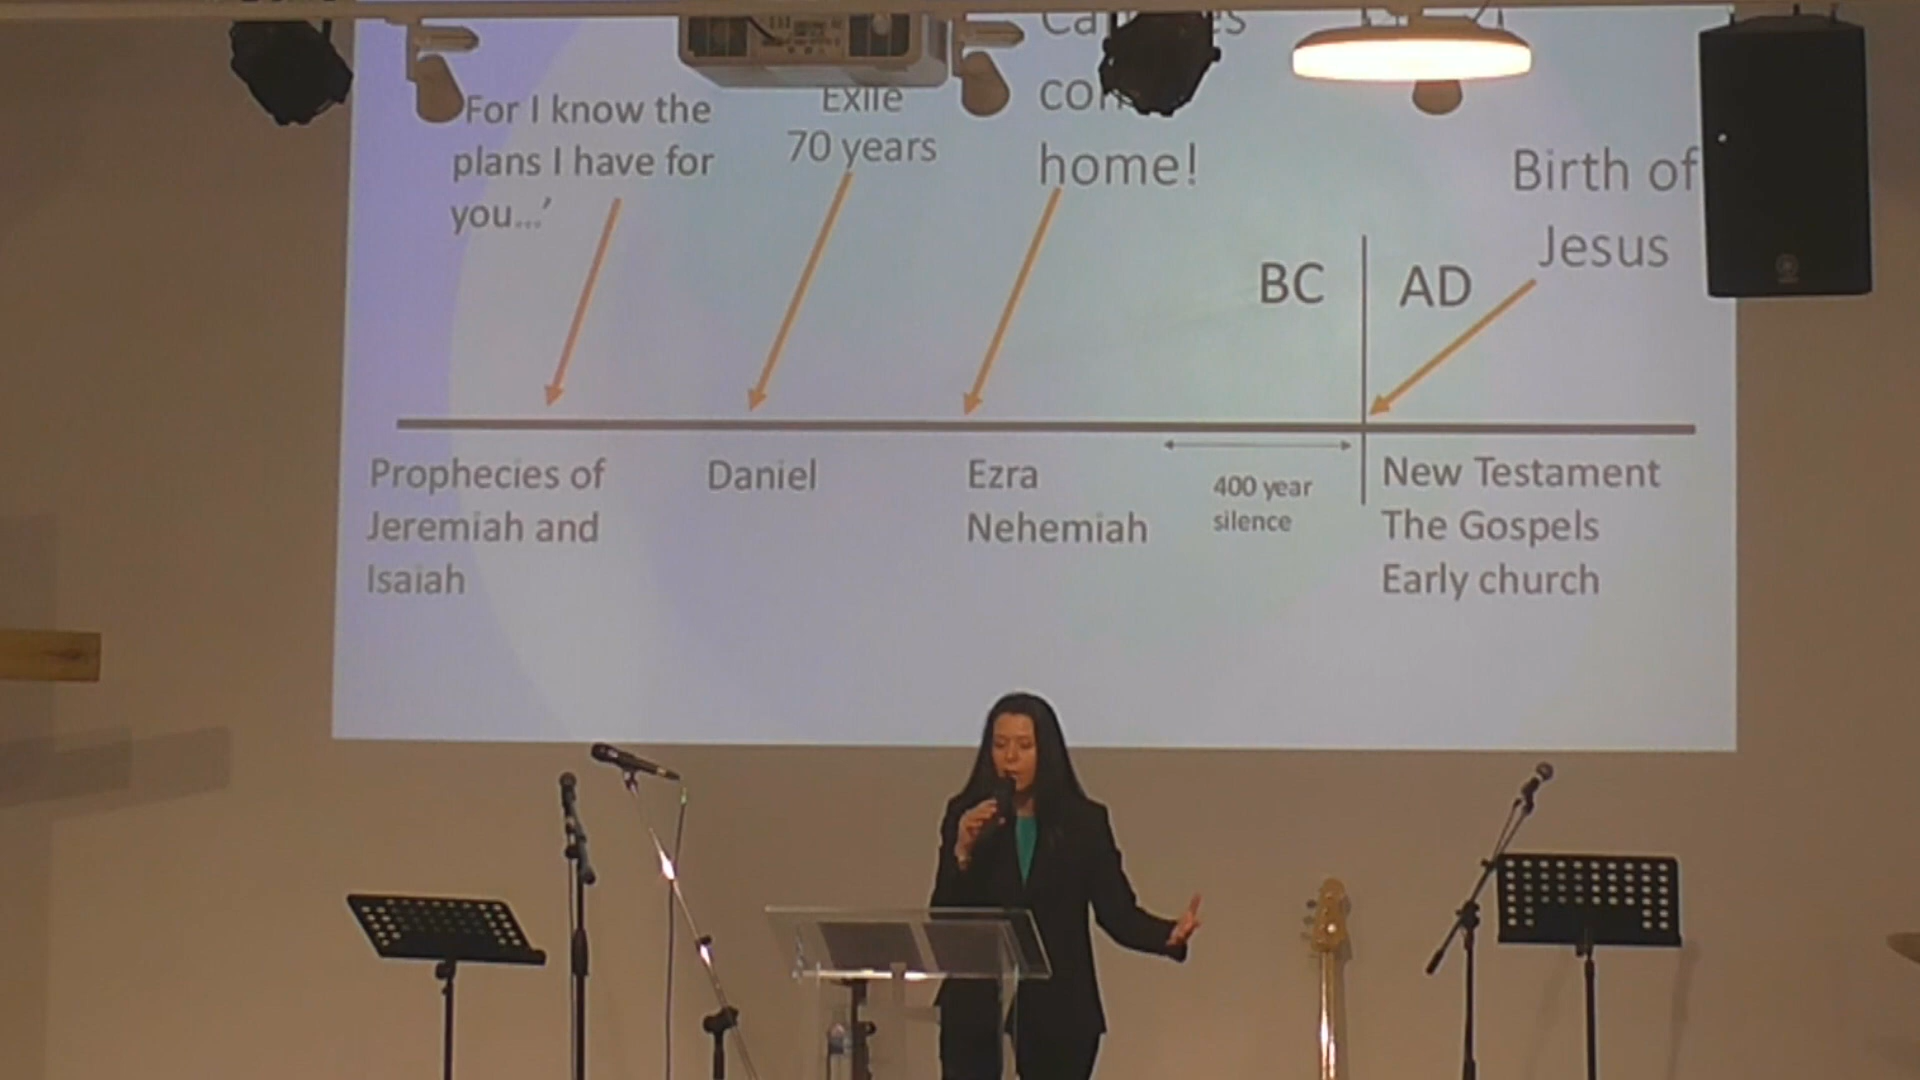 For I know the
plans I have for
you...'
Exile
70 years
home!
Birth of
Jesus
BC
AD
Prophecies of
Jeremiah and
Isaiah
Daniel
Ezra
Nehemiah
400 year
silence
New Testament
The Gospels
Early church